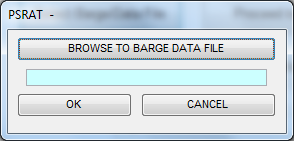 PSRAT -
BROWSE TO BARGE DATA FILE
OK CANCEL